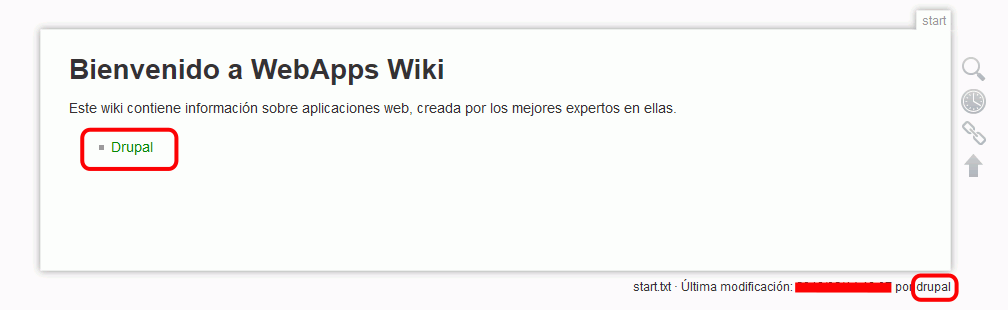 start
Bienvenido a WebApps Wiki
Este wiki contiene información sobre aplicaciones web, creada por los mejores expertos en ellas.
Drupal
start.txt · Última modificación: por drupal